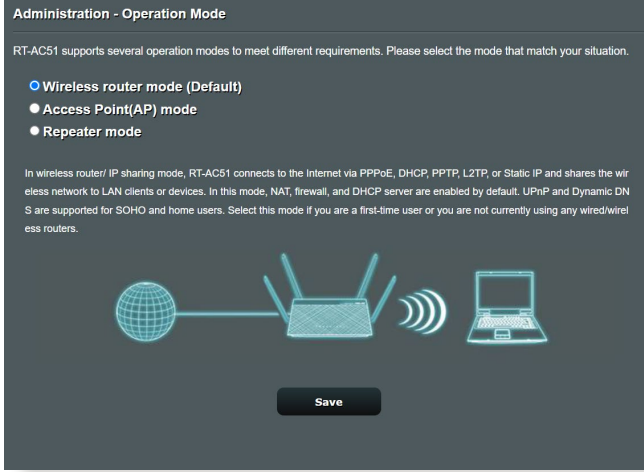 Administration - Operation Mode
RT-AC51 supports several operation modes to meet different requirements. Please select the mode that match your situation.
Wireless router mode (Default)
Access Point(AP) mode
Repeater mode
In wireless router/ IP sharing mode, RT-AC51 connects to the Internet via PPPoE, DHCP, PPTP, L2TP, or Static IP and shares the wir
eless network to LAN clients or devices. In this mode, NAT, firewall, and DHCP server are enabled by default. UPnP and Dynamic DN
S are supported for SOHO and home users. Select this mode if you are a first-time user or you are not currently using any wired/wirel
ess routers.
Save